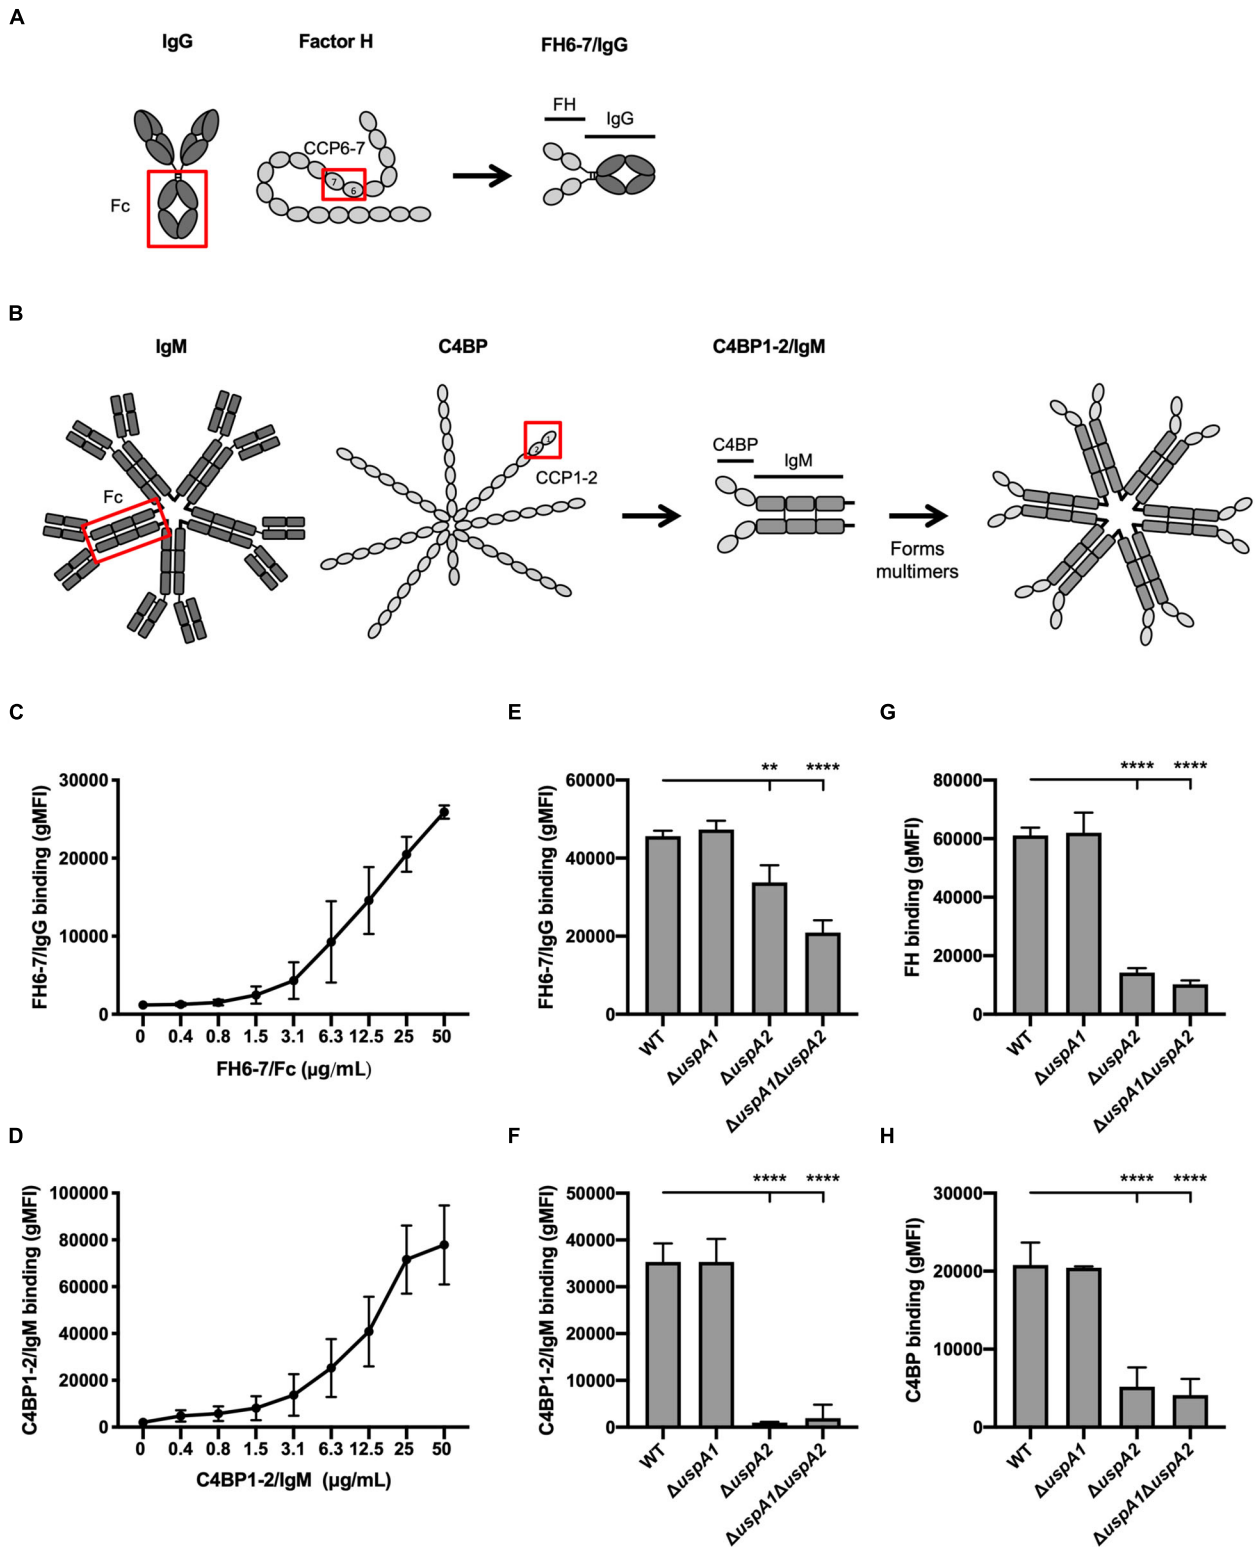 A
IgG
Factor H
FH6-7/IgG
FH
IgG
CCP6-7
7
6
Fc
B
IgM
C4BP
C4BP1-2/IgM
1
2
CCP1-2
C4BP
IgM
Fc
Forms
multimers
C
FH6-7/IgG binding (gMFI)
30000
20000
10000
0
0 0.4 0.8 1.5 3.1 6.3 12.5 25 50
FH6-7/Fc (µg/mL)
E
FH6-7/IgG binding (gMFI)
60000
40000
20000
0
** ****
WT
ΔuspA1
ΔuspA2
ΔuspA1ΔuspA2
G
FH binding (gMFI)
80000
60000
40000
20000
0
**** ****
WT
ΔuspA1
ΔuspA2
ΔuspA1ΔuspA2
D
C4BP1-2/IgM binding (gMFI)
100000
80000
60000
40000
20000
0
0 0.4 0.8 1.5 3.1 6.3 12.5 25 50
C4BP1-2/IgM (µg/mL)
F
C4BP1-2/IgM binding (gMFI)
50000
40000
30000
20000
10000
0
**** ****
WT
ΔuspA1
ΔuspA2
ΔuspA1ΔuspA2
H
C4BP binding (gMFI)
30000
20000
10000
0
**** ****
WT
ΔuspA1
ΔuspA2
ΔuspA1ΔuspA2